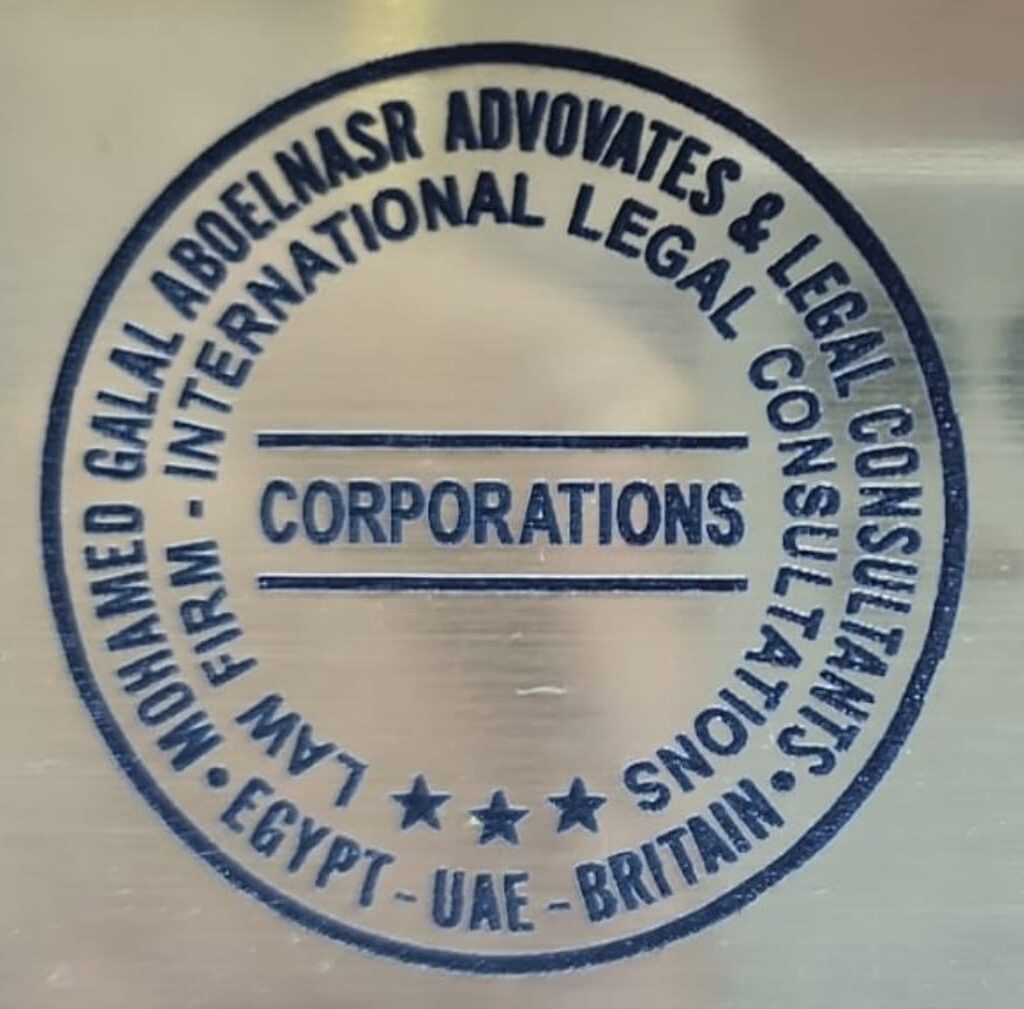 MOHAMED GALAL ABOELNASR ADVOVATES & LEGAL CONSULTANTS
LAW FIRM - INTERNATIONAL LEGAL CONSULTATIONS
CORPORATIONS
• EGYPT - UAE - BRITAIN •